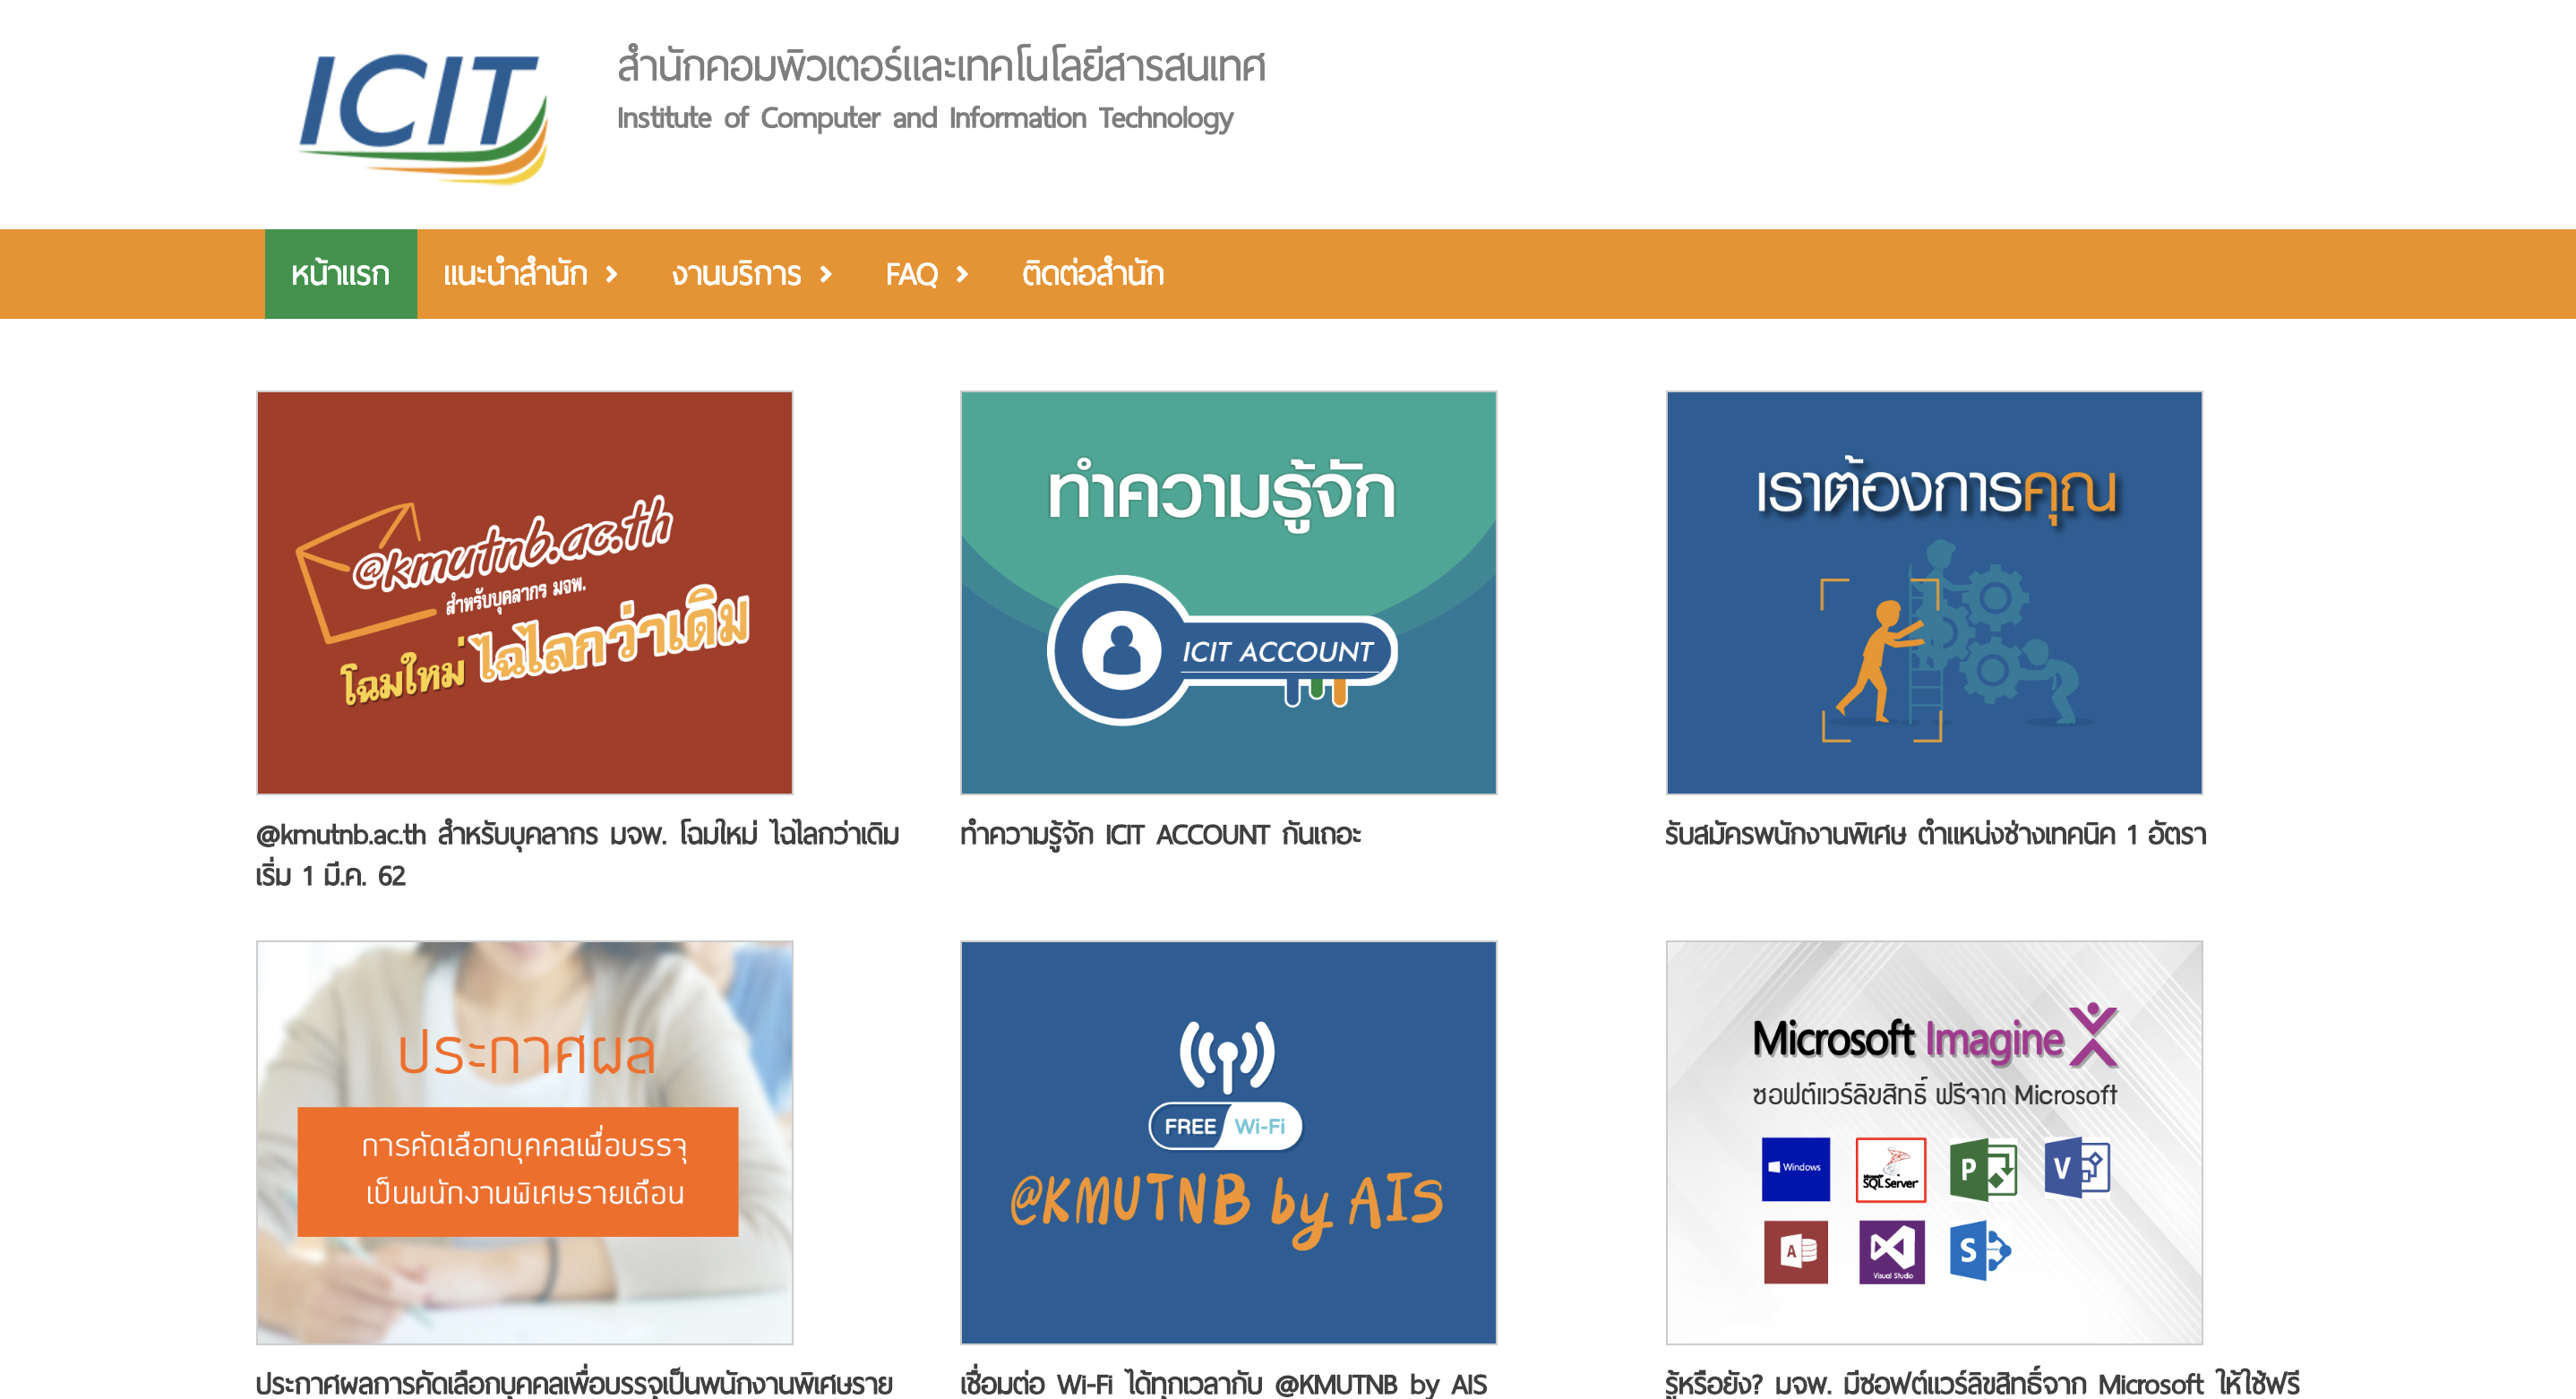 ICIT
สำนักคอมพิวเตอร์และเทคโนโลยีสารสนเทศ
Institute of Computer and Information Technology
หน้าแรก แนะนำสำนัก งานบริการ FAQ ติดต่อสำนัก
@kmutnb.ac.th
สำหรับบุคลากร มจพ.
โฉมใหม่ ไฉไลกว่าเดิม
@kmutnb.ac.th สำหรับบุคลากร มจพ. โฉมใหม่ ไฉไลกว่าเดิม
เริ่ม 1 มี.ค. 62
ทำความรู้จัก
ICIT ACCOUNT
ทำความรู้จัก ICIT ACCOUNT กันเถอะ
เราต้องการคุณ
รับสมัครพนักงานพิเศษ ตำแหน่งช่างเทคนิค 1 อัตรา
ประกาศผล
การคัดเลือกบุคคลเพื่อบรรจุ
เป็นพนักงานพิเศษรายเดือน
ประกาศผลการคัดเลือกบุคคลเพื่อบรรจุเป็นพนักงานพิเศษราย
FREE Wi-Fi
@KMUTNB by AIS
เชื่อมต่อ Wi-Fi ได้ทุกเวลากับ @KMUTNB by AIS
Microsoft Imagine X
ซอฟต์แวร์ลิขสิทธิ์ ฟรีจาก Microsoft
Windows
Microsoft
SQL Server
P
V
A
Visual Studio
S
รู้หรือยัง? มจพ. มีซอฟต์แวร์ลิขสิทธิ์จาก Microsoft ให้ใช้ฟรี